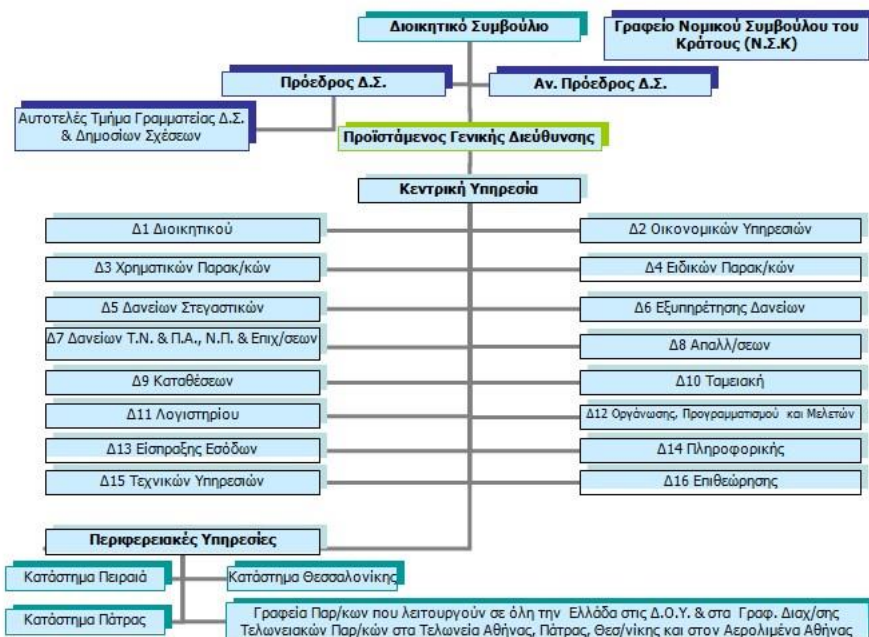 Διοικητικό Συμβούλιο
Γραφείο Νομικού Συμβούλου του
Κράτους (Ν.Σ.Κ)
Πρόεδρος Δ.Σ.
Αν. Πρόεδρος Δ.Σ.
Αυτοτελές Τμήμα Γραμματείας Δ.Σ.
& Δημοσίων Σχέσεων
Προϊστάμενος Γενικής Διεύθυνσης
Κεντρική Υπηρεσία
Δ1 Διοικητικού
Δ2 Οικονομικών Υπηρεσιών
Δ3 Χρηματικών Παρακ/κών
Δ4 Ειδικών Παρακ/κών
Δ5 Δανείων Στεγαστικών
Δ6 Εξυπηρέτησης Δανείων
Δ7 Δανείων Τ.Ν. & Π.Α., Ν.Π. & Επιχ/σεων
Δ8 Απαλλ/σεων
Δ9 Καταθέσεων
Δ10 Ταμειακή
Δ11 Λογιστηρίου
Δ12 Οργάνωσης, Προγραμματισμού και Μελετών
Δ13 Είσπραξης Εσόδων
Δ14 Πληροφορικής
Δ15 Τεχνικών Υπηρεσιών
Δ16 Επιθεώρησης
Περιφερειακές Υπηρεσίες
Κατάστημα Πειραιά
Κατάστημα Θεσσαλονίκης
Κατάστημα Πάτρας
Γραφεία Παρ/κων που λειτουργούν σε όλη την Ελλάδα στις Δ.Ο.Υ. & στα Γραφ. Διαχ/σης
Τελωνειακών Παρ/κών στα Τελωνεία Αθήνας, Πάτρας, Θεσ/νίκης και στον Αερολιμένα Αθήνας